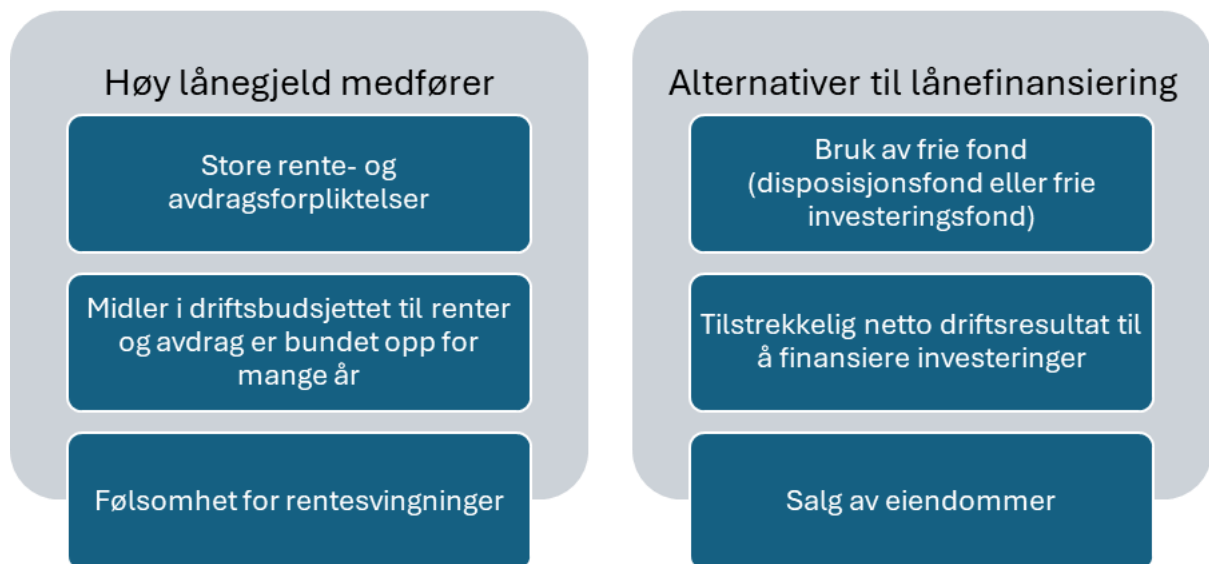 Høy lånegjeld medfører
Store rente- og
avdragsforpliktelser
Midler i driftsbudsjettet til renter
og avdrag er bundet opp for
mange år
Følsomhet for rentesvingninger
Alternativer til lånefinansiering
Bruk av frie fond
(disposisjonsfond eller frie
investeringsfond)
Tilstrekkelig netto driftsresultat til
å finansiere investeringer
Salg av eiendommer